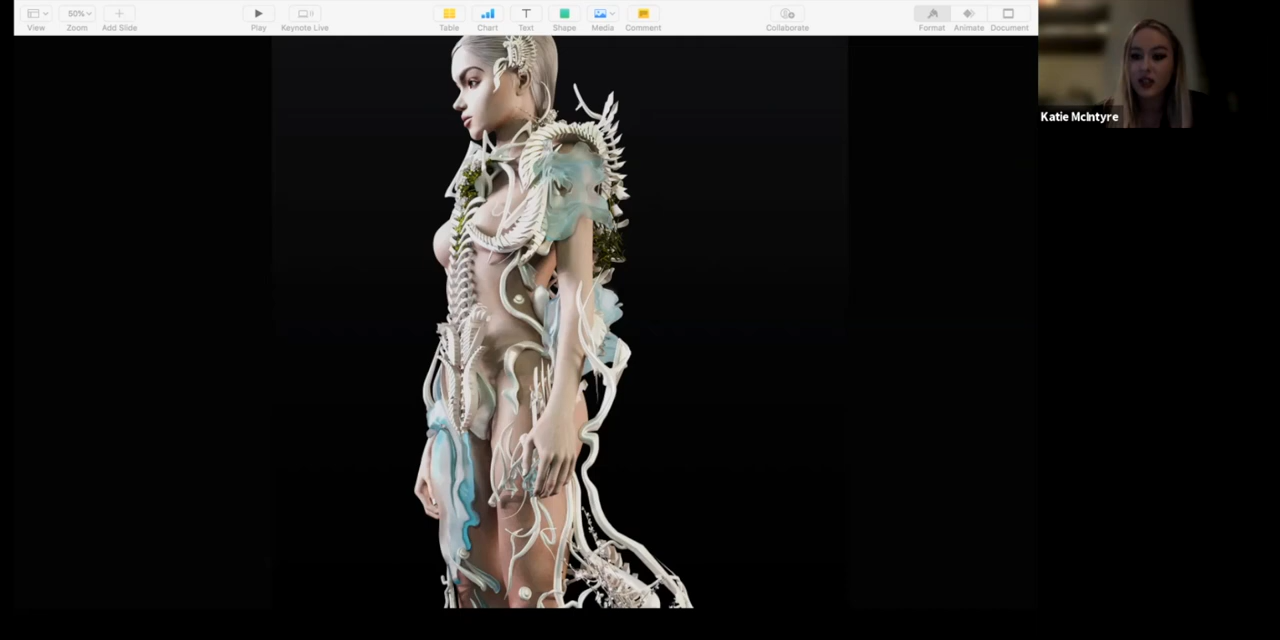 50%
View Zoom Add Slide Play Keynote Live Table Chart Text Shape Media Comment Collaborate Format Animate Document
Katie McIntyre